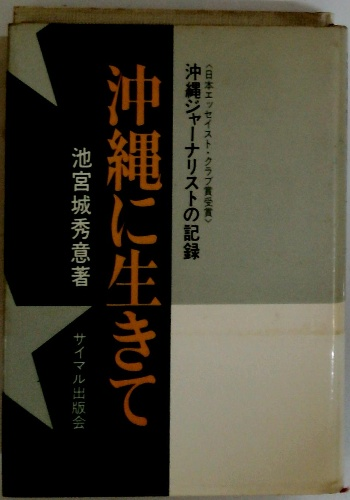 〈日本エッセイスト・クラブ賞受賞〉
沖縄ジャーナリストの記録
沖縄に生きて
池宮城秀意著
サイマル出版会